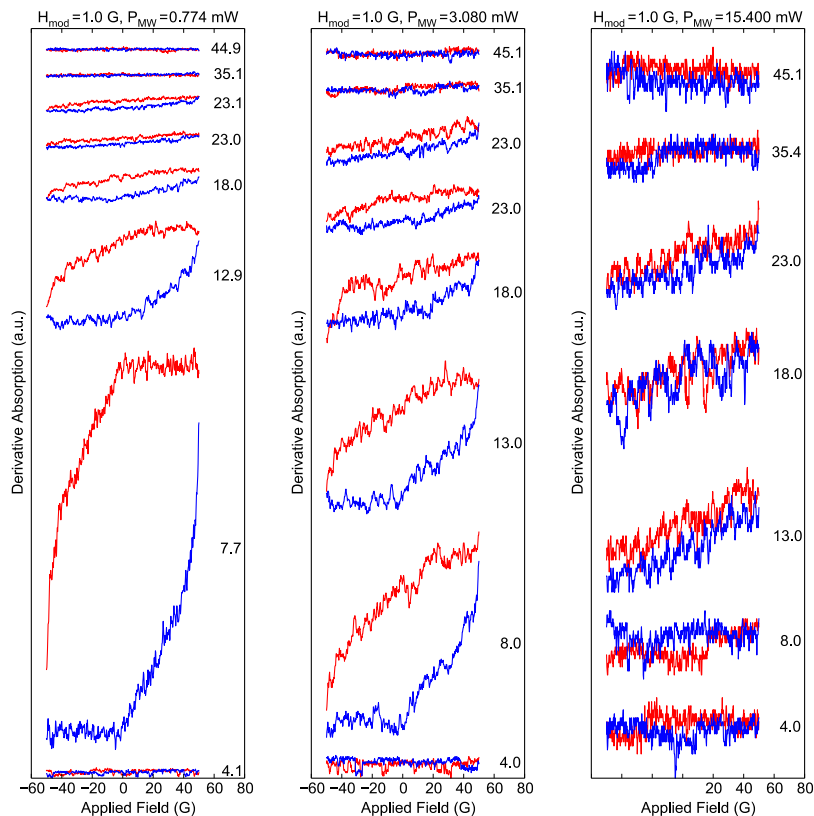 H_mod=1.0 G, P_MW=0.774 mW
44.9
35.1
23.1
23.0
18.0
12.9
7.7
4.1
−60 −40 −20 0 20 40 60
Applied Field (G)
Derivative Absorption (a.u.)
H_mod=1.0 G, P_MW=3.080 mW
45.1
35.1
23.0
23.0
18.0
13.0
8.0
4.0
60 −40 −20 0 20 40 60
Applied Field (G)
Derivative Absorption (a.u.)
H_mod=1.0 G, P_MW=15.400 mW
45.1
35.4
23.0
18.0
13.0
8.0
4.0
20 40 60 80
Applied Field (G)
Derivative Absorption (a.u.)